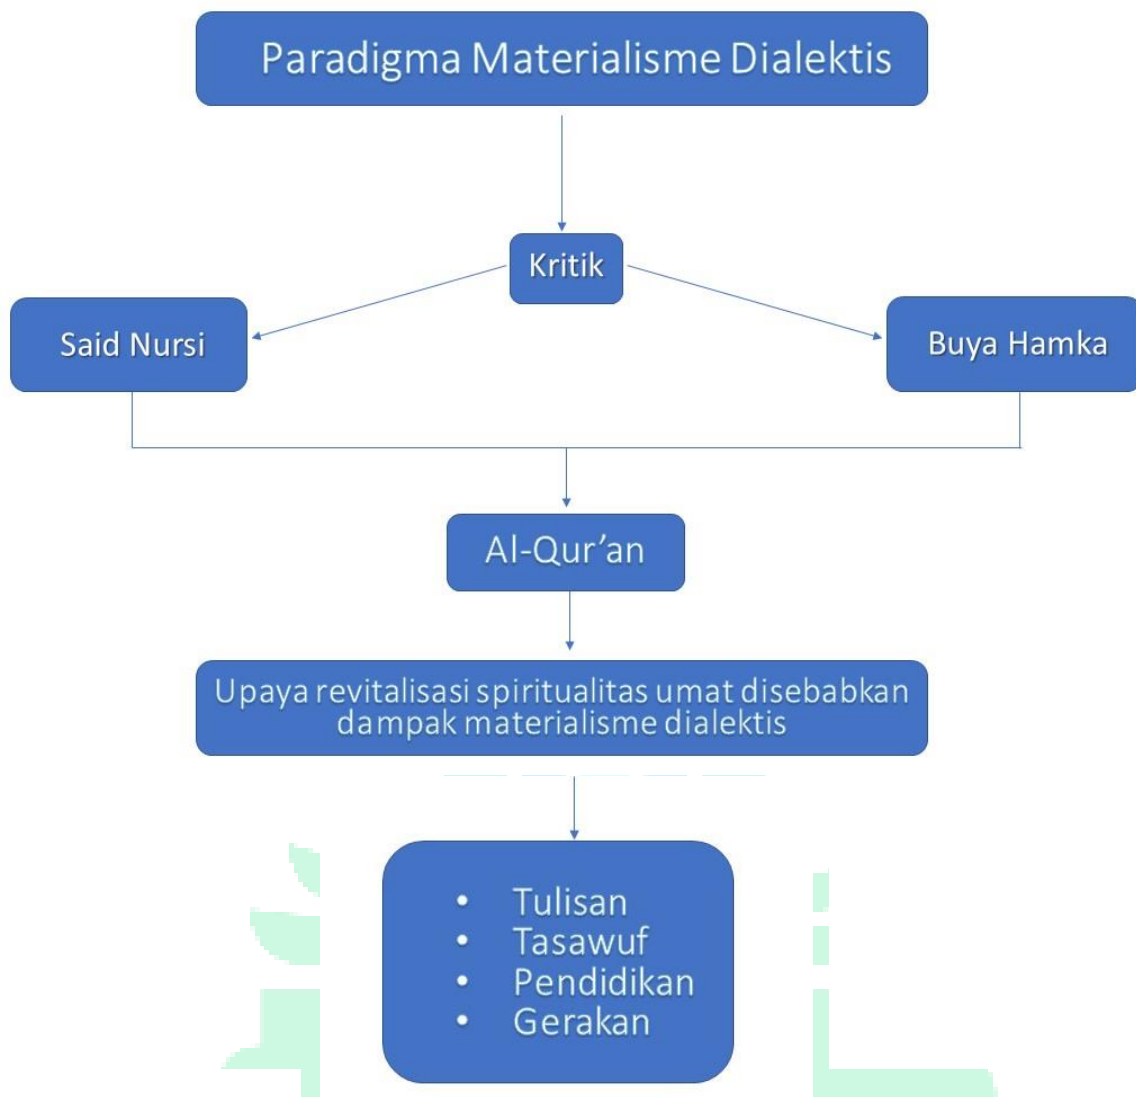 Paradigma Materialisme Dialektis
Kritik
Said Nursi
Buya Hamka
Al-Qur’an
Upaya revitalisasi spiritualitas umat disebabkan
dampak materialisme dialektis
• Tulisan
• Tasawuf
• Pendidikan
• Gerakan